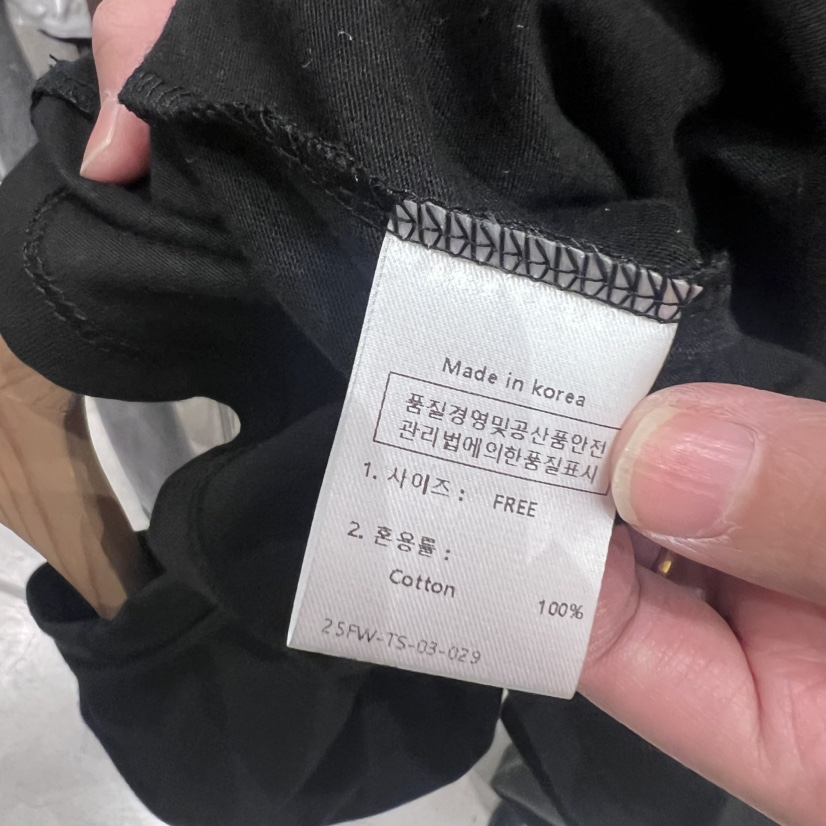 Made in korea
품질경영및공산품안전
관리법에의한품질표시
1. 사이즈 : FREE
2. 혼용률 :
Cotton 100%
25FW-TS-03-029